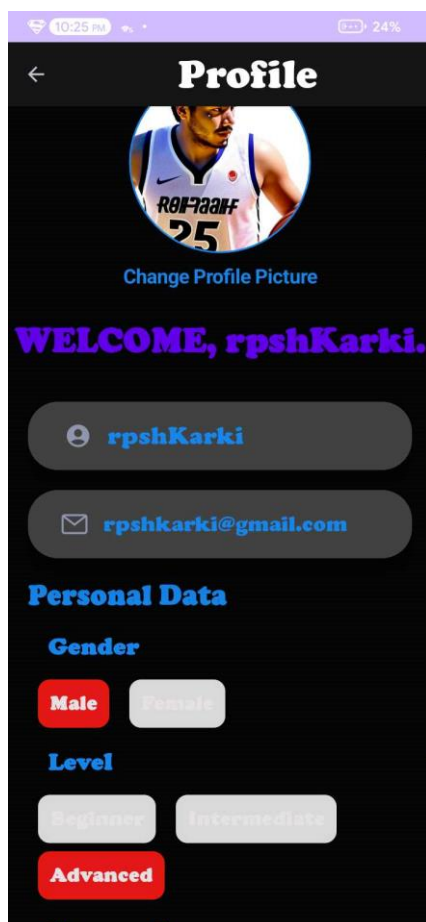 10:25 PM 24%
Profile
25
Change Profile Picture
WELCOME, rpshKarki.
rpshKarki
rpshkarki@gmail.com
Personal Data
Gender
Male Female
Level
Beginner Intermediate
Advanced